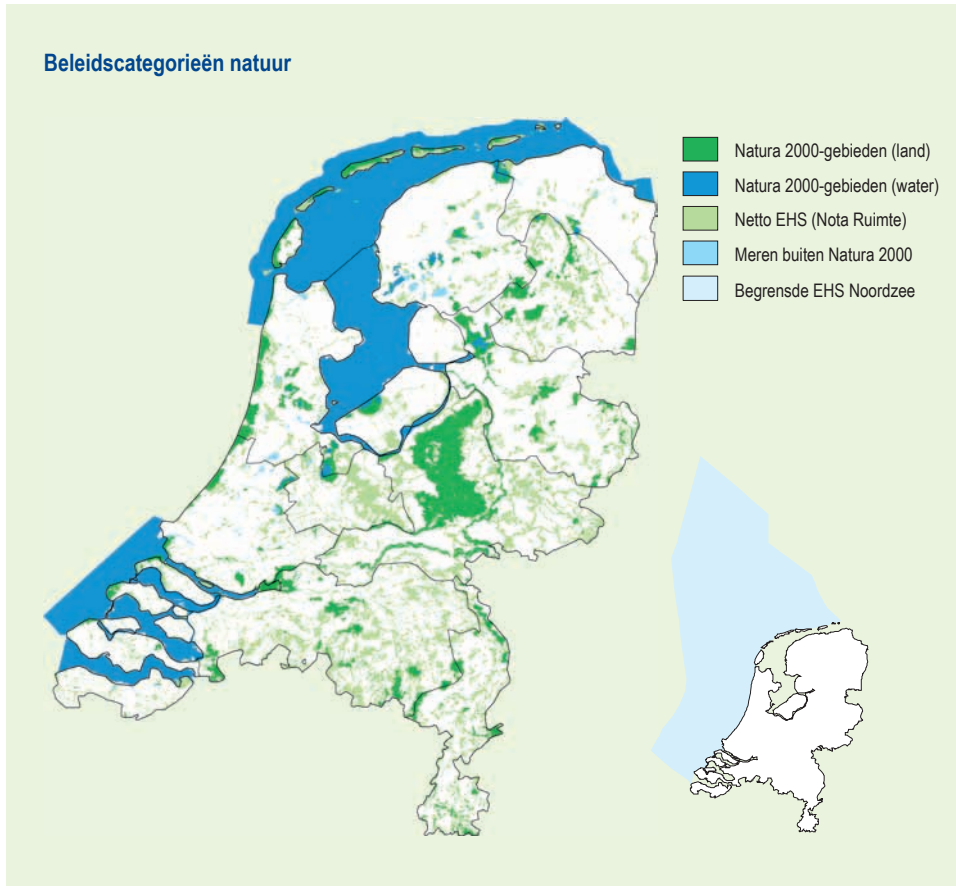 Beleidscategorieën natuur
Natura 2000-gebieden (land)
Natura 2000-gebieden (water)
Netto EHS (Nota Ruimte)
Meren buiten Natura 2000
Begrensde EHS Noordzee